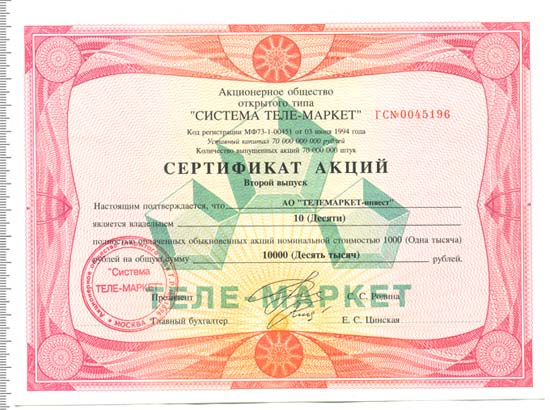 Акционерное общество
открытого типа
"СИСТЕМА ТЕЛЕ-МАРКЕТ"
ГС№0045196
Код регистрации МФ73-1-00451 от 03 июня 1994 года
Уставный капитал 70 000 000 000 рублей
Количество выпущенных акций 70 000 000 штук
СЕРТИФИКАТ АКЦИЙ
Второй выпуск
Настоящим подтверждается, что АО "ТЕЛЕМАРКЕТ-инвест"
является владельцем 10 (Десяти)
полностью оплаченных обыкновенных акций номинальной стоимостью 1000 (Одна тысяча)
рублей на общую сумму 10000 (Десять тысяч) рублей.
"Система
ТЕЛЕ-МАРКЕТ"
МОСКВА
ТЕЛЕ-МАРКЕТ
Президент С. С. Родина
Главный бухгалтер Е. С. Цинская